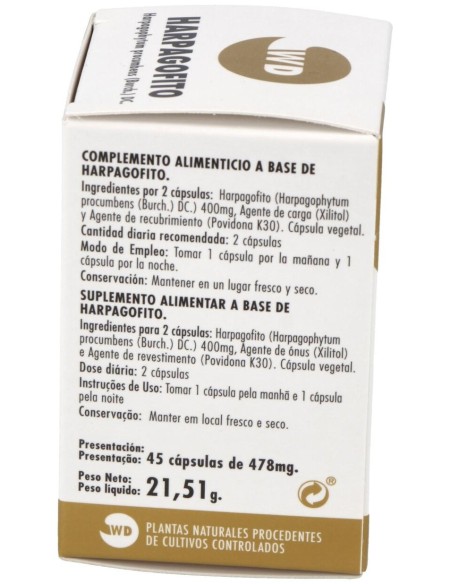 HARPAGOFITO
Harpagophytum procumbens (Burch.) DC.
WD
COMPLEMENTO ALIMENTICIO A BASE DE
HARPAGOFITO.
Ingredientes por 2 cápsulas: Harpagofito (Harpagophytum
procumbens (Burch.) DC.) 400mg, Agente de carga (Xilitol)
y Agente de recubrimiento (Povidona K30). Cápsula vegetal.
Cantidad diaria recomendada: 2 cápsulas
Modo de Empleo: Tomar 1 cápsula por la mañana y 1
cápsula por la noche.
Conservación: Mantener en un lugar fresco y seco.
SUPLEMENTO ALIMENTAR A BASE DE
HARPAGOFITO.
Ingredientes para 2 cápsulas: Harpagofito (Harpagophytum
procumbens (Burch.) DC.) 400mg, Agente de ónus (Xilitol)
e Agente de revestimento (Povidona K30). Cápsula vegetal.
Dose diária: 2 cápsulas
Instruções de Uso: Tomar 1 cápsula pela manhã e 1 cápsula
pela noite
Conservação: Manter em local fresco e seco.
Presentación:
Presentação: 45 cápsulas de 478mg.
Peso Neto:
Peso líquido: 21,51g.
®
WD
PLANTAS NATURALES PROCEDENTES
DE CULTIVOS CONTROLADOS